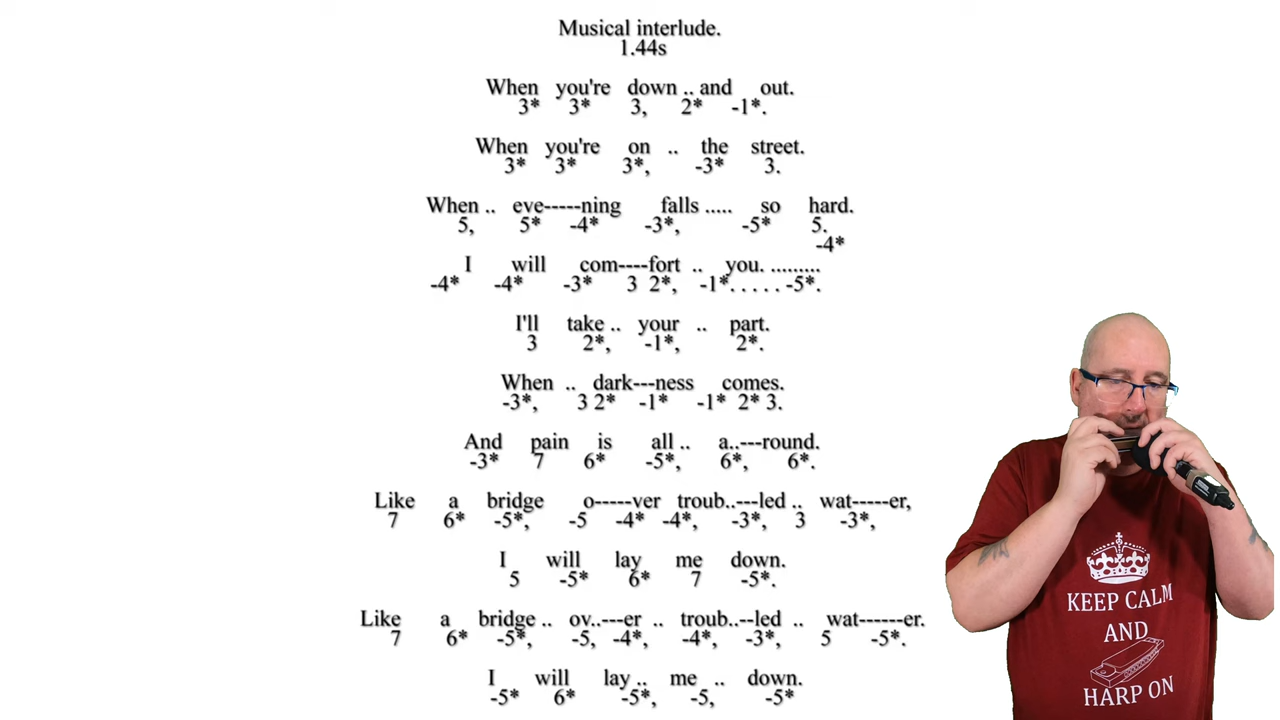 Musical interlude.
1.44s
When you're down .. and out.
3* 3* 3, 2* -1*.
When you're on .. the street.
3* 3* 3*, -3* 3.
When .. eve-----ning falls ..... so hard.
5, 5* -4* -3*, -5* 5.
-4*
I will com----fort .. you. .........
-4* -4* -3* 3 2*, -1*. . . . . -5*.
I'll take .. your .. part.
3 2*, -1*, 2*.
When .. dark---ness comes.
-3*, 3 2* -1* -1* 2* 3.
And pain is all .. a..---round.
-3* 7 6* -5*, 6*, 6*.
Like a bridge o-----ver troub..---led .. wat-----er,
7 6* -5*, -5 -4* -4*, -3*, 3 -3*,
I will lay me down.
5 -5* 6* 7 -5*.
Like a bridge .. ov..---er .. troub..--led .. wat------er.
7 6* -5*, -5, -4*, -4*, -3*, 5 -5*.
I will lay .. me .. down.
-5* 6* -5*, -5, -5*
KEEP CALM
AND
HARP ON